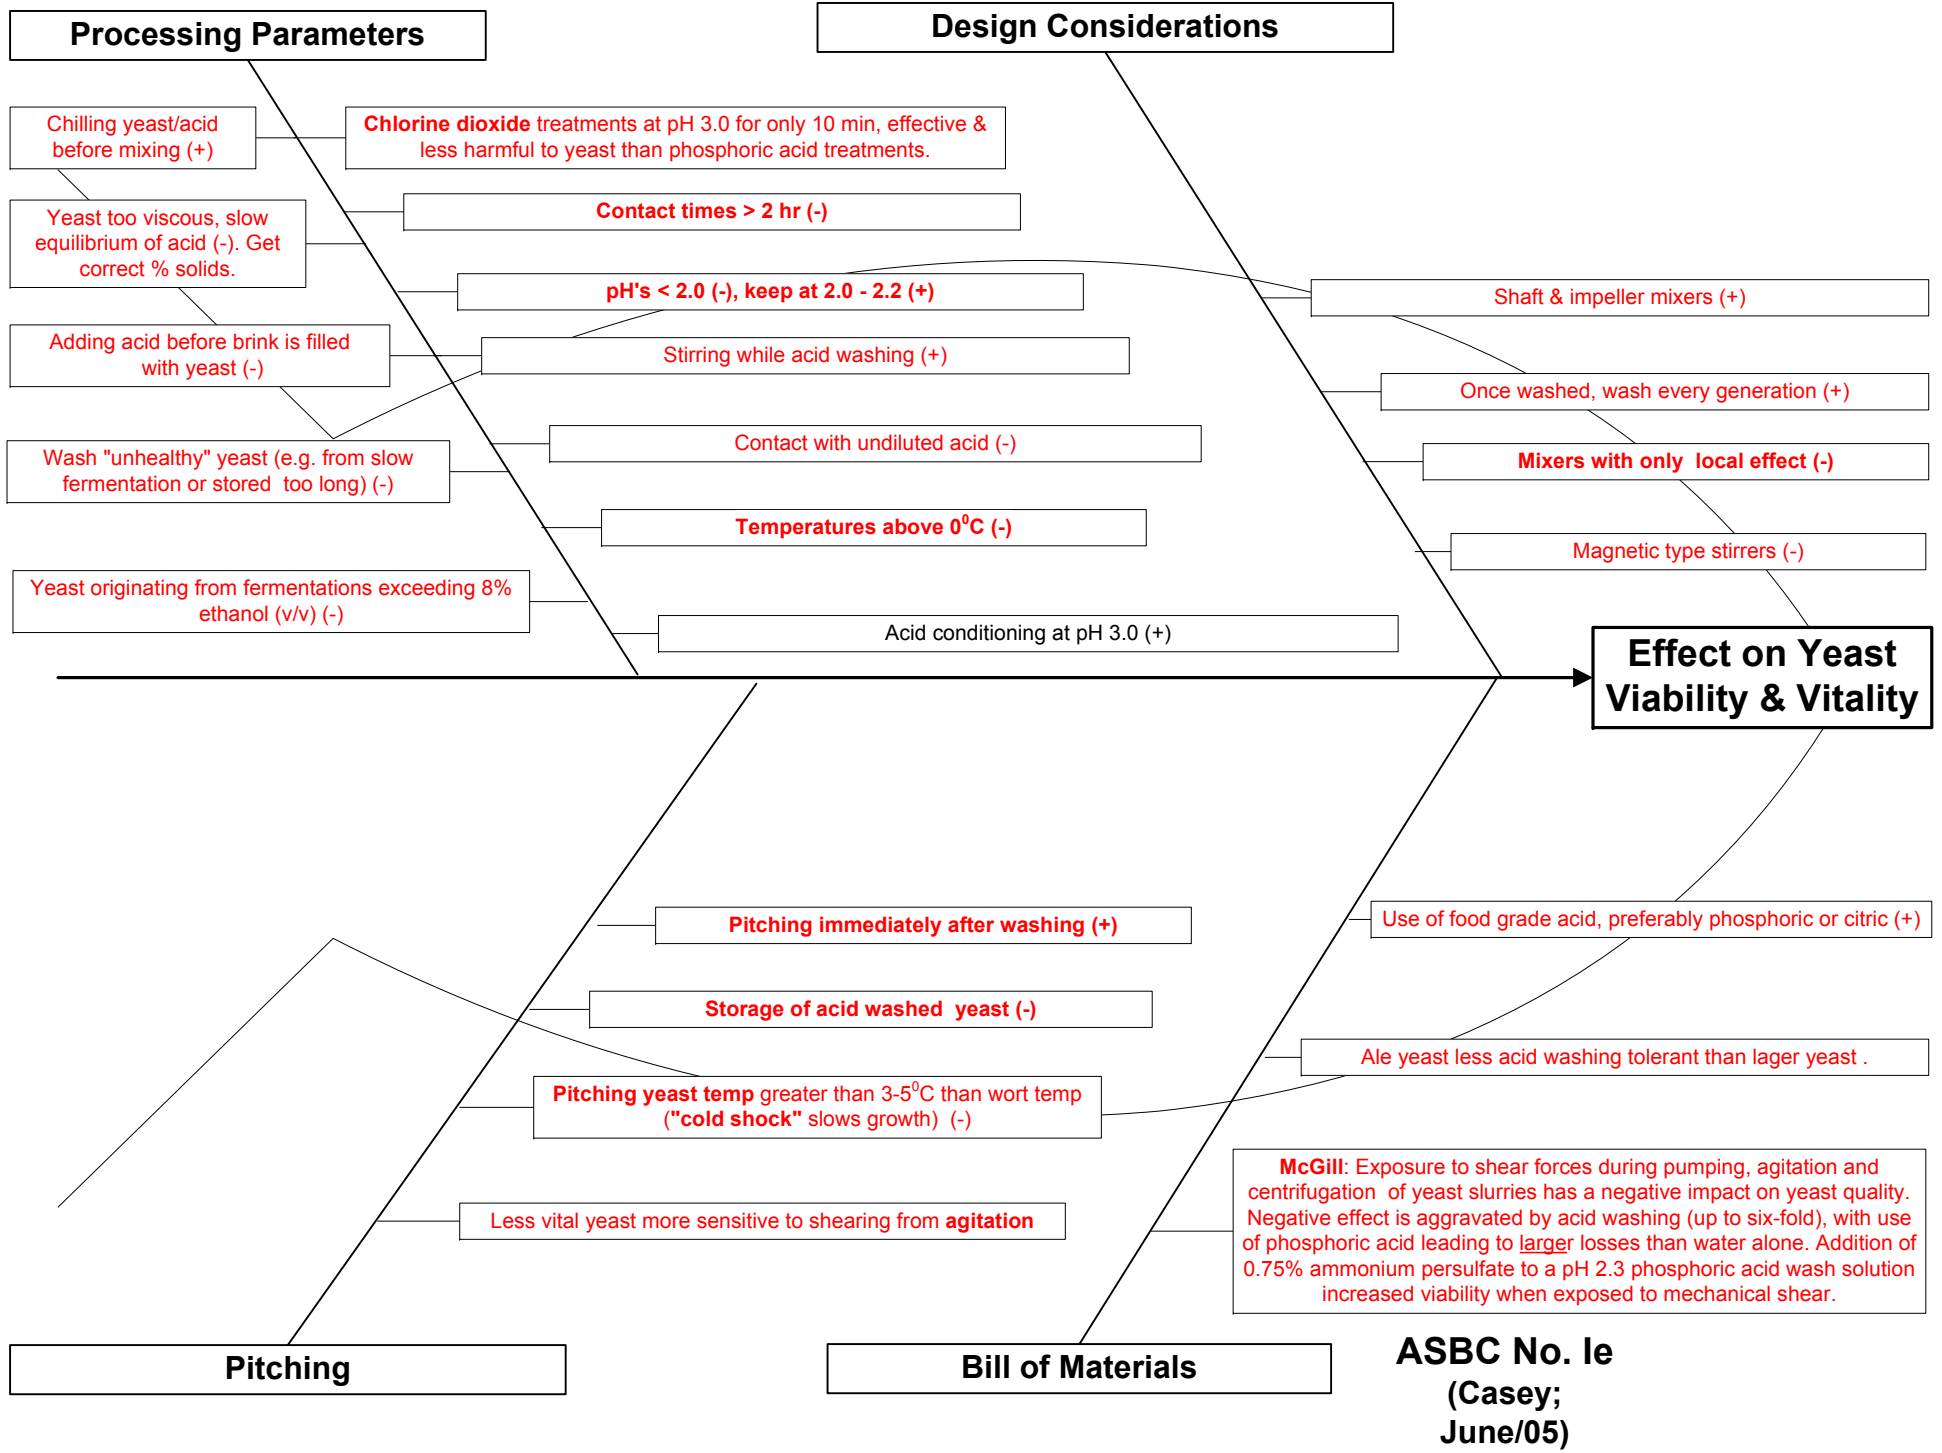 Processing Parameters
Design Considerations
Chilling yeast/acid
before mixing (+)
Chlorine dioxide treatments at pH 3.0 for only 10 min, effective &
less harmful to yeast than phosphoric acid treatments.
Contact times > 2 hr (-)
Yeast too viscous, slow
equilibrium of acid (-). Get
correct % solids.
pH's < 2.0 (-), keep at 2.0 - 2.2 (+)
Shaft & impeller mixers (+)
Adding acid before brink is filled
with yeast (-)
Stirring while acid washing (+)
Once washed, wash every generation (+)
Contact with undiluted acid (-)
Wash "unhealthy" yeast (e.g. from slow
fermentation or stored  too long) (-)
Mixers with only  local effect (-)
Temperatures above 0⁰C (-)
Magnetic type stirrers (-)
Yeast originating from fermentations exceeding 8%
ethanol (v/v) (-)
Acid conditioning at pH 3.0 (+)
Effect on Yeast
Viability & Vitality
Pitching immediately after washing (+)
Use of food grade acid, preferably phosphoric or citric (+)
Storage of acid washed  yeast (-)
Ale yeast less acid washing tolerant than lager yeast .
Pitching yeast temp greater than 3-5⁰C than wort temp
("cold shock" slows growth)  (-)
McGill: Exposure to shear forces during pumping, agitation and
centrifugation  of yeast slurries has a negative impact on yeast quality.
Negative effect is aggravated by acid washing (up to six-fold), with use
of phosphoric acid leading to larger losses than water alone. Addition of
0.75% ammonium persulfate to a pH 2.3 phosphoric acid wash solution
increased viability when exposed to mechanical shear.
Less vital yeast more sensitive to shearing from agitation
Pitching
Bill of Materials
ASBC No. Ie
(Casey;
June/05)